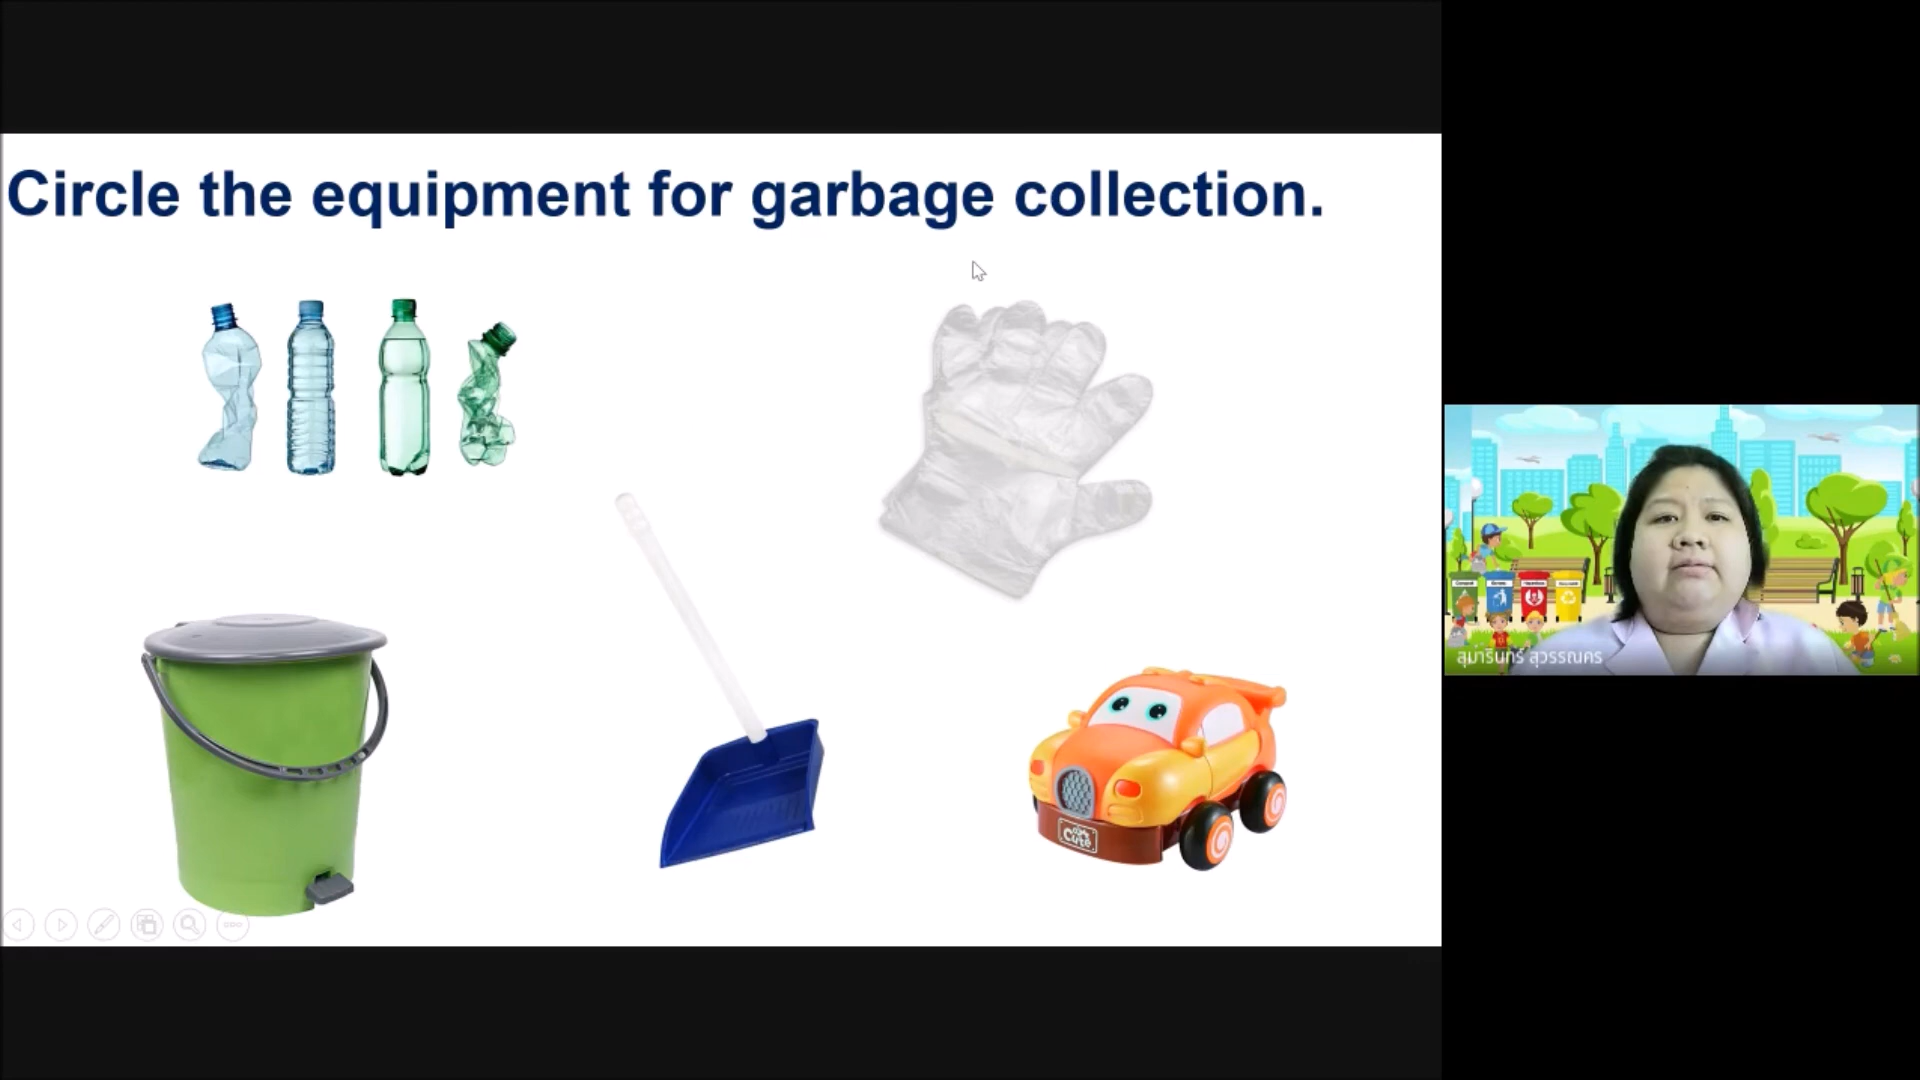 Circle the equipment for garbage collection.
Cute
สุมารินทร์ สุวรรณคร